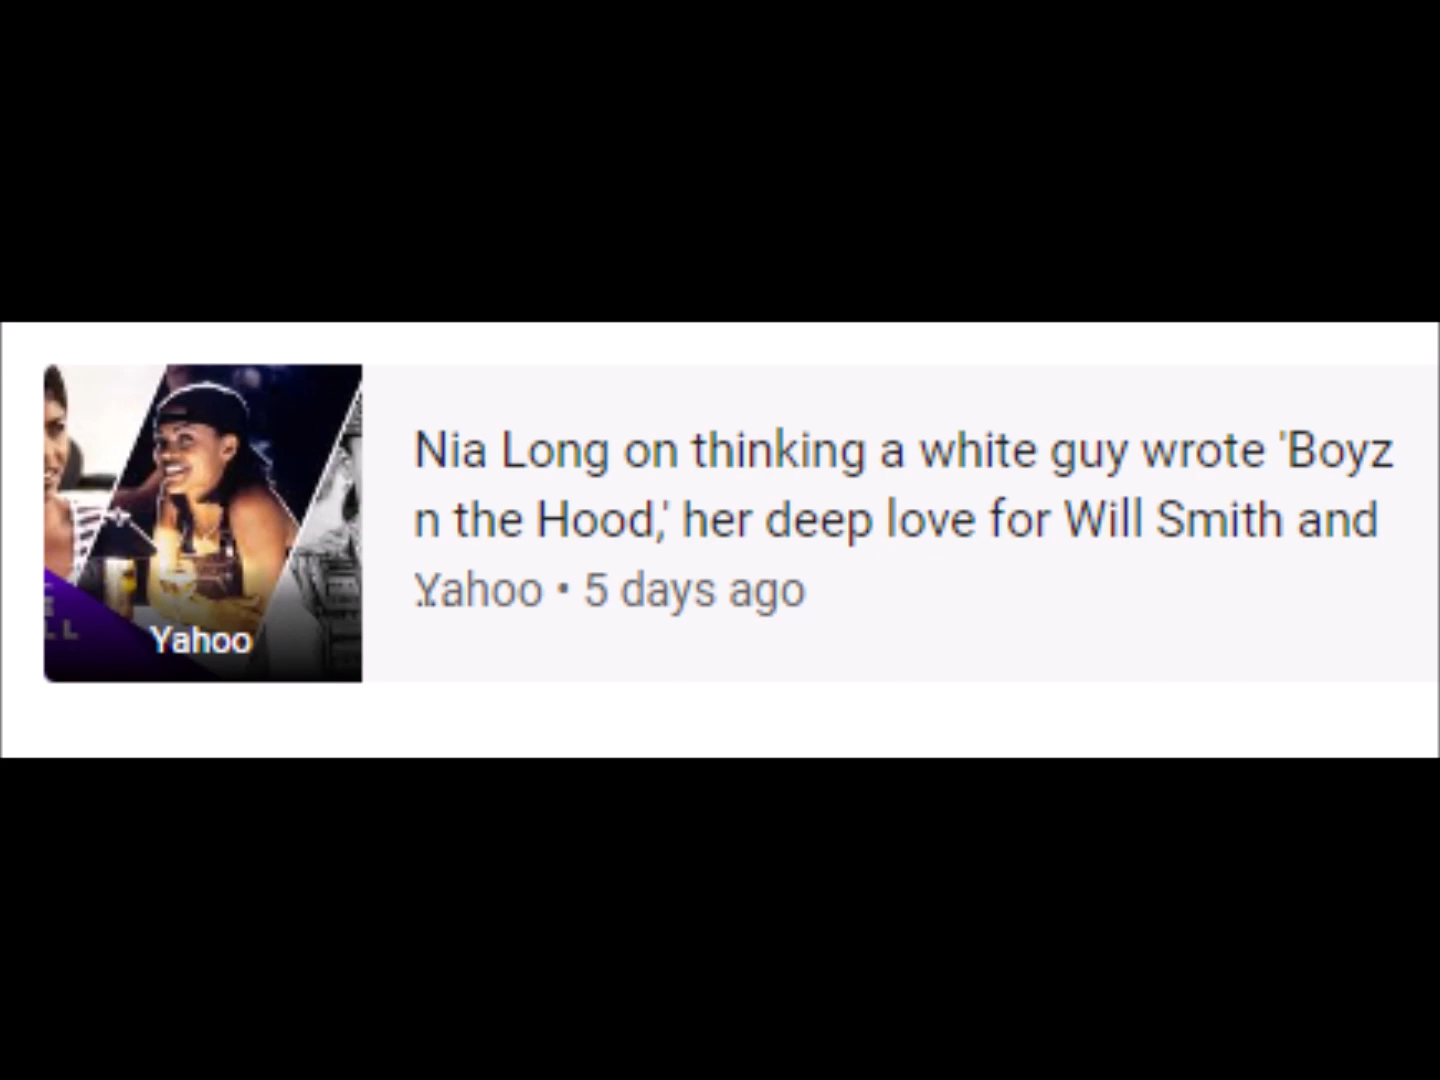 Nia Long on thinking a white guy wrote 'Boyz
n the Hood,' her deep love for Will Smith and
Yahoo • 5 days ago
Yahoo